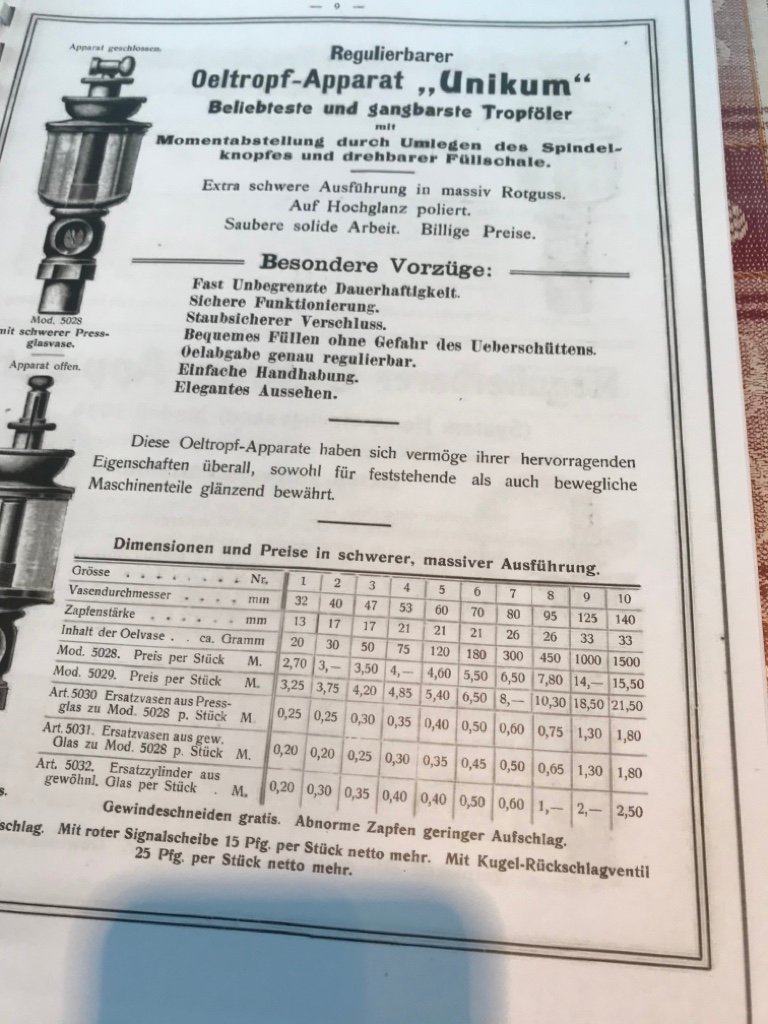 — 9 —
Apparat geschlossen.
Regulierbarer
Oeltropf-Apparat „Unikum“
Beliebteste und gangbarste Tropföler
mit
Momentabstellung durch Umlegen des Spindel-
knopfes und drehbarer Füllschale.
Extra schwere Ausführung in massiv Rotguss.
Auf Hochglanz poliert.
Saubere solide Arbeit. Billige Preise.
Besondere Vorzüge:
Fast Unbegrenzte Dauerhaftigkeit.
Sichere Funktionierung.
Staubsicherer Verschluss.
Bequemes Füllen ohne Gefahr des Ueberschüttens.
Oelabgabe genau regulierbar.
Einfache Handhabung.
Elegantes Aussehen.
Mod. 5028
mit schwerer Press-
glasvase.
Apparat offen.
Diese Oeltropf-Apparate haben sich vermöge ihrer hervorragenden
Eigenschaften überall, sowohl für feststehende als auch bewegliche
Maschinenteile glänzend bewährt.
Dimensionen und Preise in schwerer, massiver Ausführung.
Grösse . . . . . . . Nr. 1 2 3 4 5 6 7 8 9 10
Vasendurchmesser . . . . mm 32 40 47 53 60 70 80 95 125 140
Zapfenstärke . . . . . mm 13 17 17 21 21 21 26 26 33 33
Inhalt der Oelvase . . ca. Gramm 20 30 50 75 120 180 300 450 1000 1500
Mod. 5028. Preis per Stück M. 2,70 3,— 3,50 4,— 4,60 5,50 6,50 7,80 14,— 15,50
Mod. 5029. Preis per Stück M. 3,25 3,75 4,20 4,85 5,40 6,50 8,— 10,30 18,50 21,50
Art. 5030 Ersatzvasen aus Press-
glas zu Mod. 5028 p. Stück M. 0,25 0,25 0,30 0,35 0,40 0,50 0,60 0,75 1,30 1,80
Art. 5031. Ersatzvasen aus gew.
Glas zu Mod. 5028 p. Stück M. 0,20 0,20 0,25 0,30 0,35 0,45 0,50 0,65 1,30 1,80
Art. 5032. Ersatzzylinder aus
gewöhnl. Glas per Stück . M. 0,20 0,30 0,35 0,40 0,40 0,50 0,60 1,— 2,— 2,50
Gewindeschneiden gratis. Abnorme Zapfen geringer Aufschlag.
Mit roter Signalscheibe 15 Pfg. per Stück netto mehr. Mit Kugel-Rückschlagventil
25 Pfg. per Stück netto mehr.